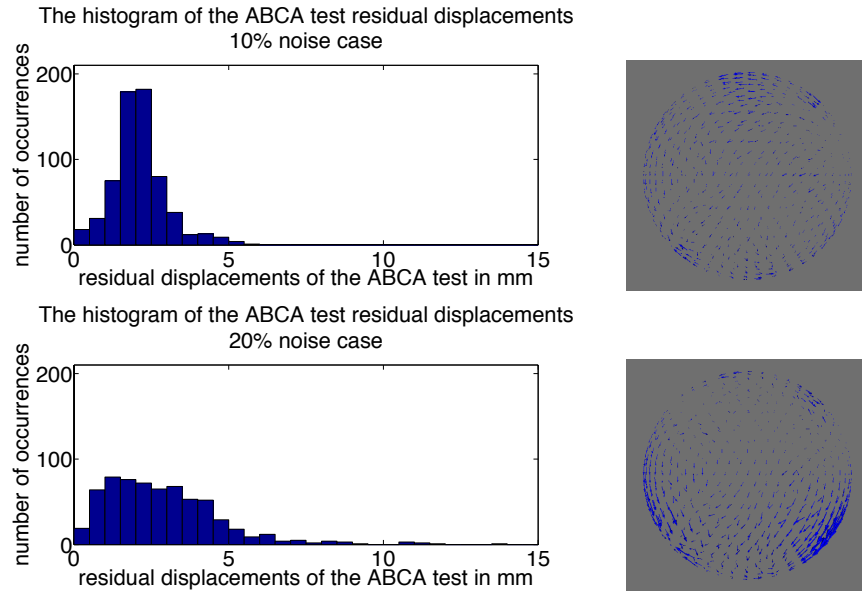 The histogram of the ABCA test residual displacements
10% noise case
number of occurrences
200
100
0
0 5 10 15
residual displacements of the ABCA test in mm
The histogram of the ABCA test residual displacements
20% noise case
number of occurrences
200
100
0
0 5 10 15
residual displacements of the ABCA test in mm